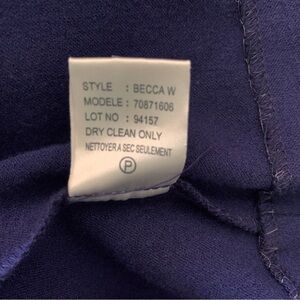 STYLE : BECCA W
MODELE : 70871606
LOT NO : 94157
DRY CLEAN ONLY
NETTOYER A SEC SEULEMENT
P